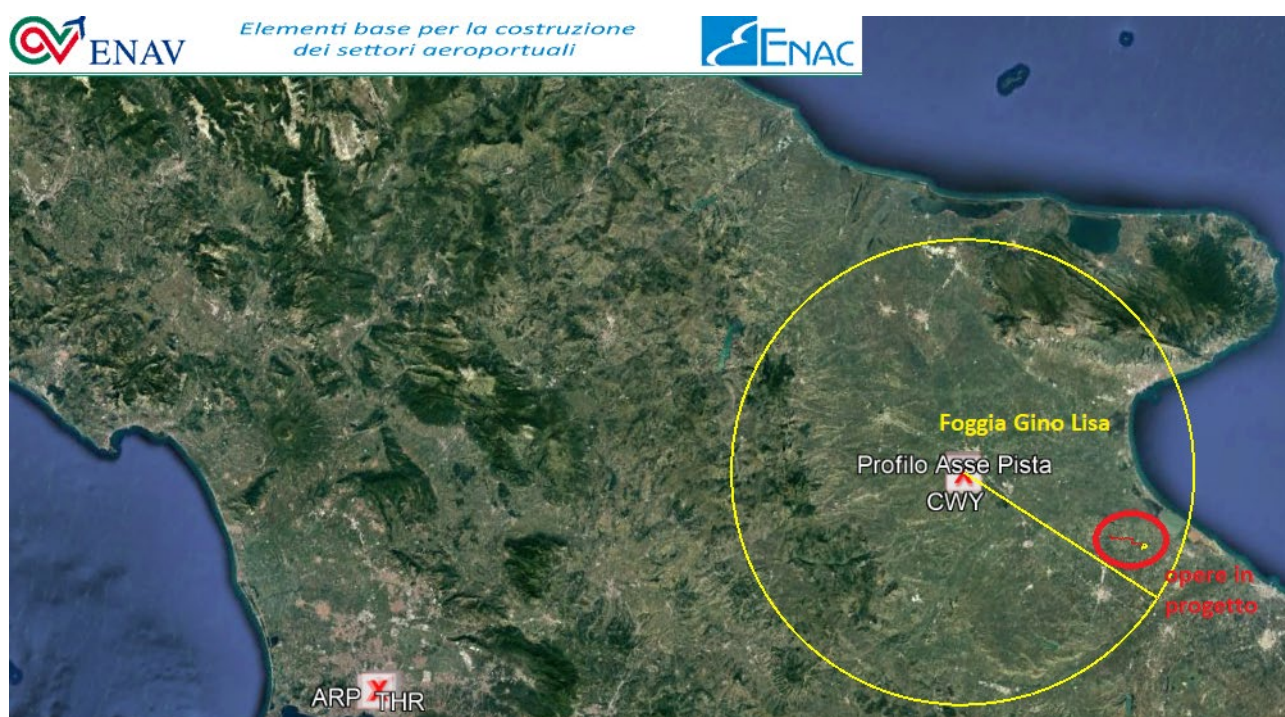 ENAV
Elementi base per la costruzione
dei settori aeroportuali
ENAC
Foggia Gino Lisa
Profilo Asse Pista
CWY
P
opere in
progetto
ARP THR